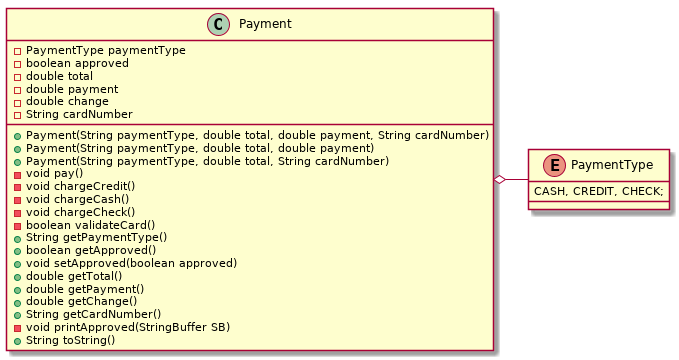 C Payment
PaymentType paymentType
boolean approved
double total
double payment
double change
String cardNumber
Payment(String paymentType, double total, double payment, String cardNumber)
Payment(String paymentType, double total, double payment)
Payment(String paymentType, double total, String cardNumber)
void pay()
void chargeCredit()
void chargeCash()
void chargeCheck()
boolean validateCard()
String getPaymentType()
boolean getApproved()
void setApproved(boolean approved)
double getTotal()
double getPayment()
double getChange()
String getCardNumber()
void printApproved(StringBuffer SB)
String toString()
E PaymentType
CASH, CREDIT, CHECK;